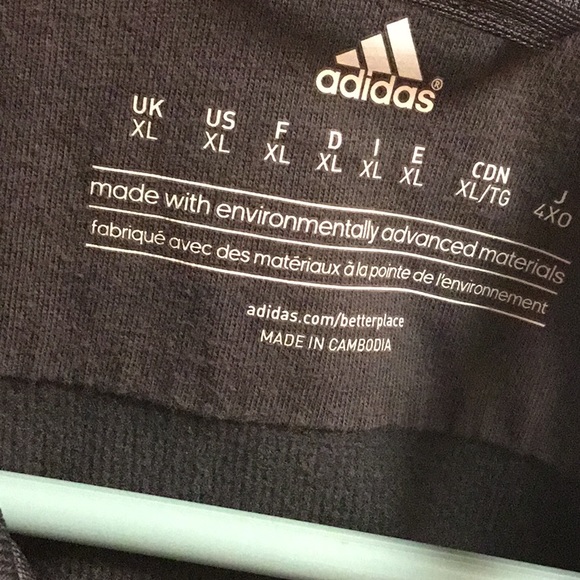 adidas®
UK US F D I E CDN J
XL XL XL XL XL XL XL/TG 4XO
made with environmentally advanced materials
fabriqué avec des matériaux à la pointe de l'environnement
adidas.com/betterplace
MADE IN CAMBODIA